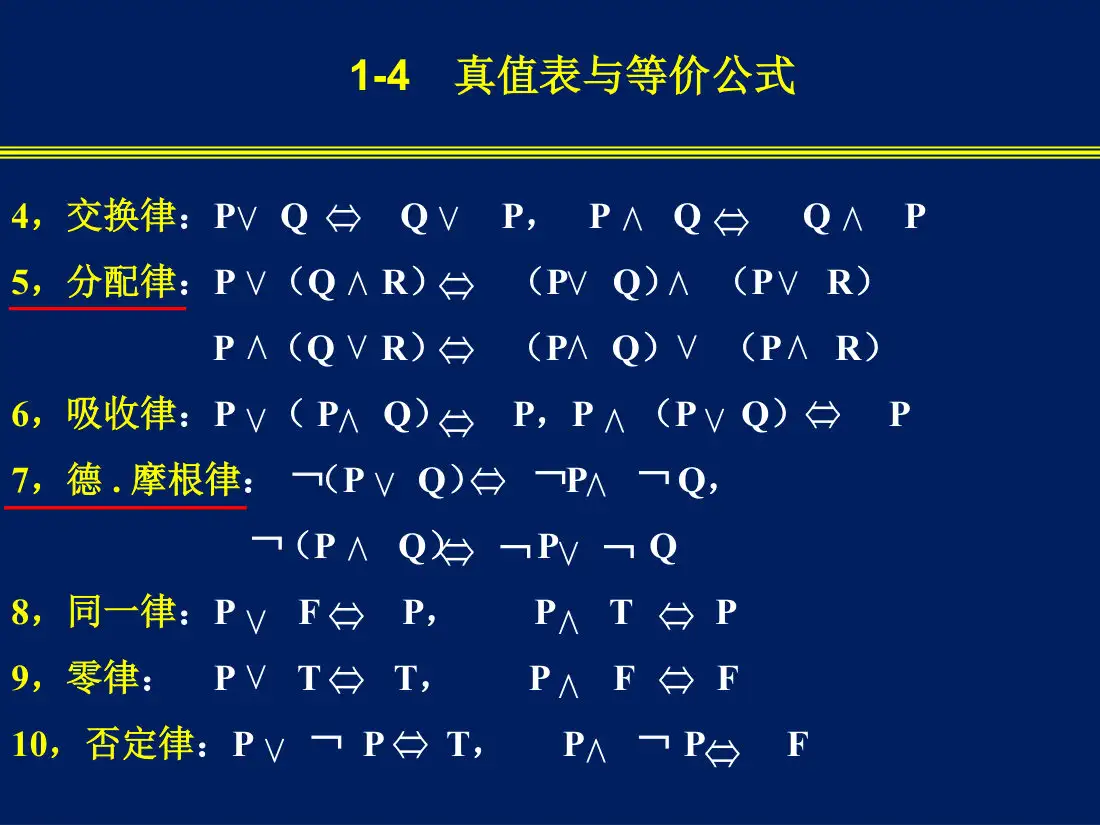 1-4 真值表与等价公式
4，交换律：P∨ Q ⇔ Q ∨ P， P ∧ Q ⇔ Q ∧ P
5，分配律：P ∨（Q ∧ R）⇔ （P∨ Q）∧ （P ∨ R）
P ∧（Q ∨ R）⇔ （P∧ Q）∨ （P ∧ R）
6，吸收律：P ∨（ P∧ Q）⇔ P，P ∧ （P ∨ Q）⇔ P
7，德 . 摩根律： ¬（P ∨ Q）⇔ ¬P∧ ¬ Q，
¬（P ∧ Q）⇔ ¬ P∨ ¬ Q
8，同一律：P ∨ F ⇔ P， P∧ T ⇔ P
9，零律： P ∨ T ⇔ T， P ∧ F ⇔ F
10，否定律：P ∨ ¬ P ⇔ T， P∧ ¬ P⇔ F